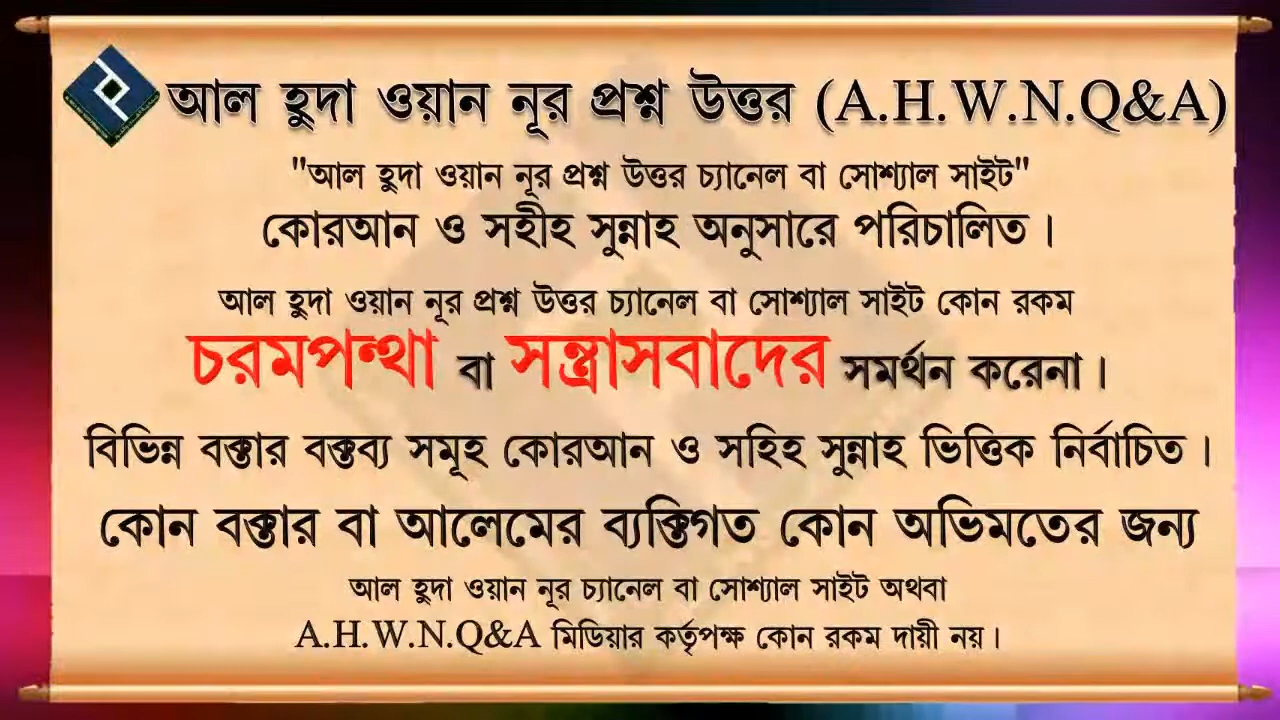 আল হুদা ওয়ান নূর প্রশ্ন উত্তর (A.H.W.N.Q&A)
"আল হুদা ওয়ান নূর প্রশ্ন উত্তর চ্যানেল বা সোশ্যাল সাইট"
কোরআন ও সহীহ সুন্নাহ অনুসারে পরিচালিত।
আল হুদা ওয়ান নূর প্রশ্ন উত্তর চ্যানেল বা সোশ্যাল সাইট কোন রকম
চরমপন্থা বা সন্ত্রাসবাদের সমর্থন করেনা।
বিভিন্ন বক্তার বক্তব্য সমূহ কোরআন ও সহিহ সুন্নাহ ভিত্তিক নির্বাচিত।
কোন বক্তার বা আলেমের ব্যক্তিগত কোন অভিমতের জন্য
আল হুদা ওয়ান নূর চ্যানেল বা সোশ্যাল সাইট অথবা
A.H.W.N.Q&A মিডিয়ার কর্তৃপক্ষ কোন রকম দায়ী নয়।